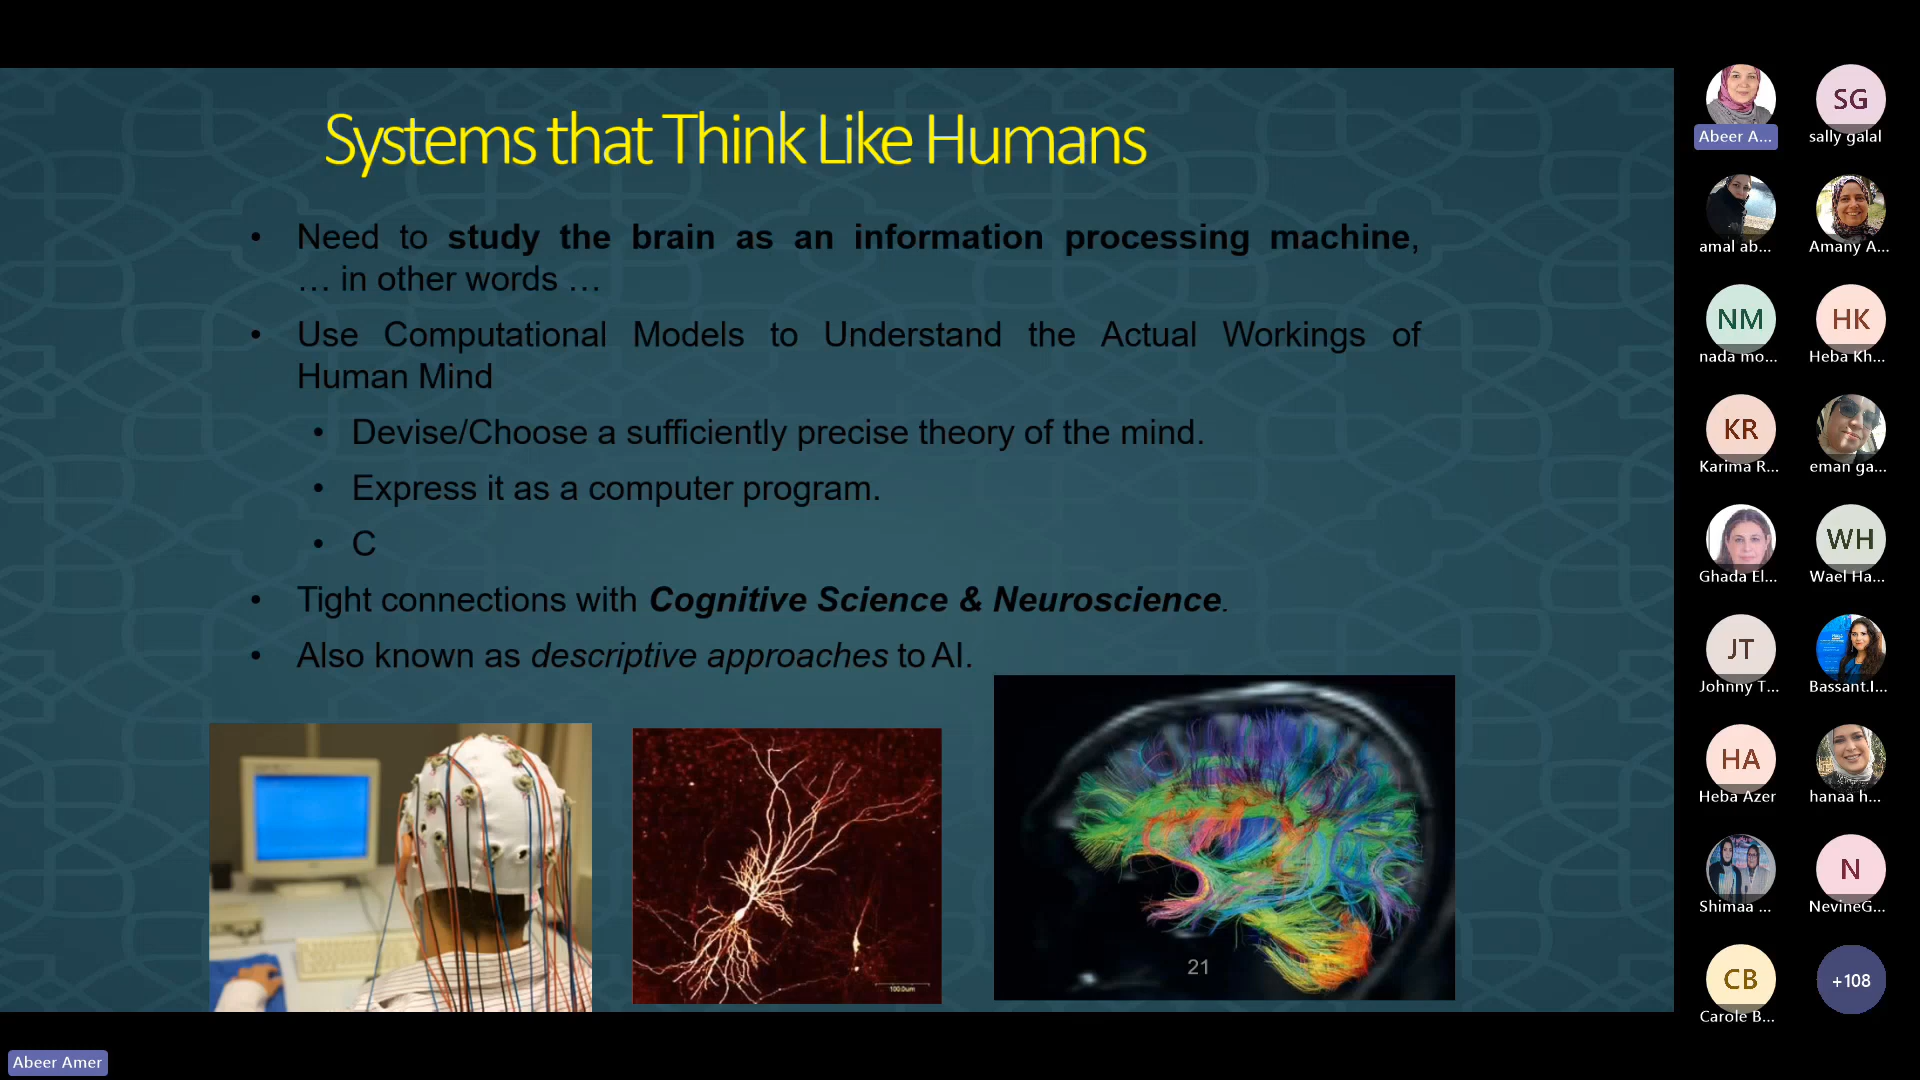 Systems that Think Like Humans
• Need to study the brain as an information processing machine,
… in other words …
• Use Computational Models to Understand the Actual Workings of
Human Mind
• Devise/Choose a sufficiently precise theory of the mind.
• Express it as a computer program.
• C
• Tight connections with Cognitive Science & Neuroscience.
• Also known as descriptive approaches to AI.
100.0um
21
Abeer A...
SG
sally galal
amal ab...
Amany A...
NM
nada mo...
HK
Heba Kh...
KR
Karima R...
eman ga...
Ghada El...
WH
Wael Ha...
JT
Johnny T...
Bassant.I...
HA
Heba Azer
hanaa h...
Shimaa ...
N
NevineG...
CB
Carole B...
+108
Abeer Amer